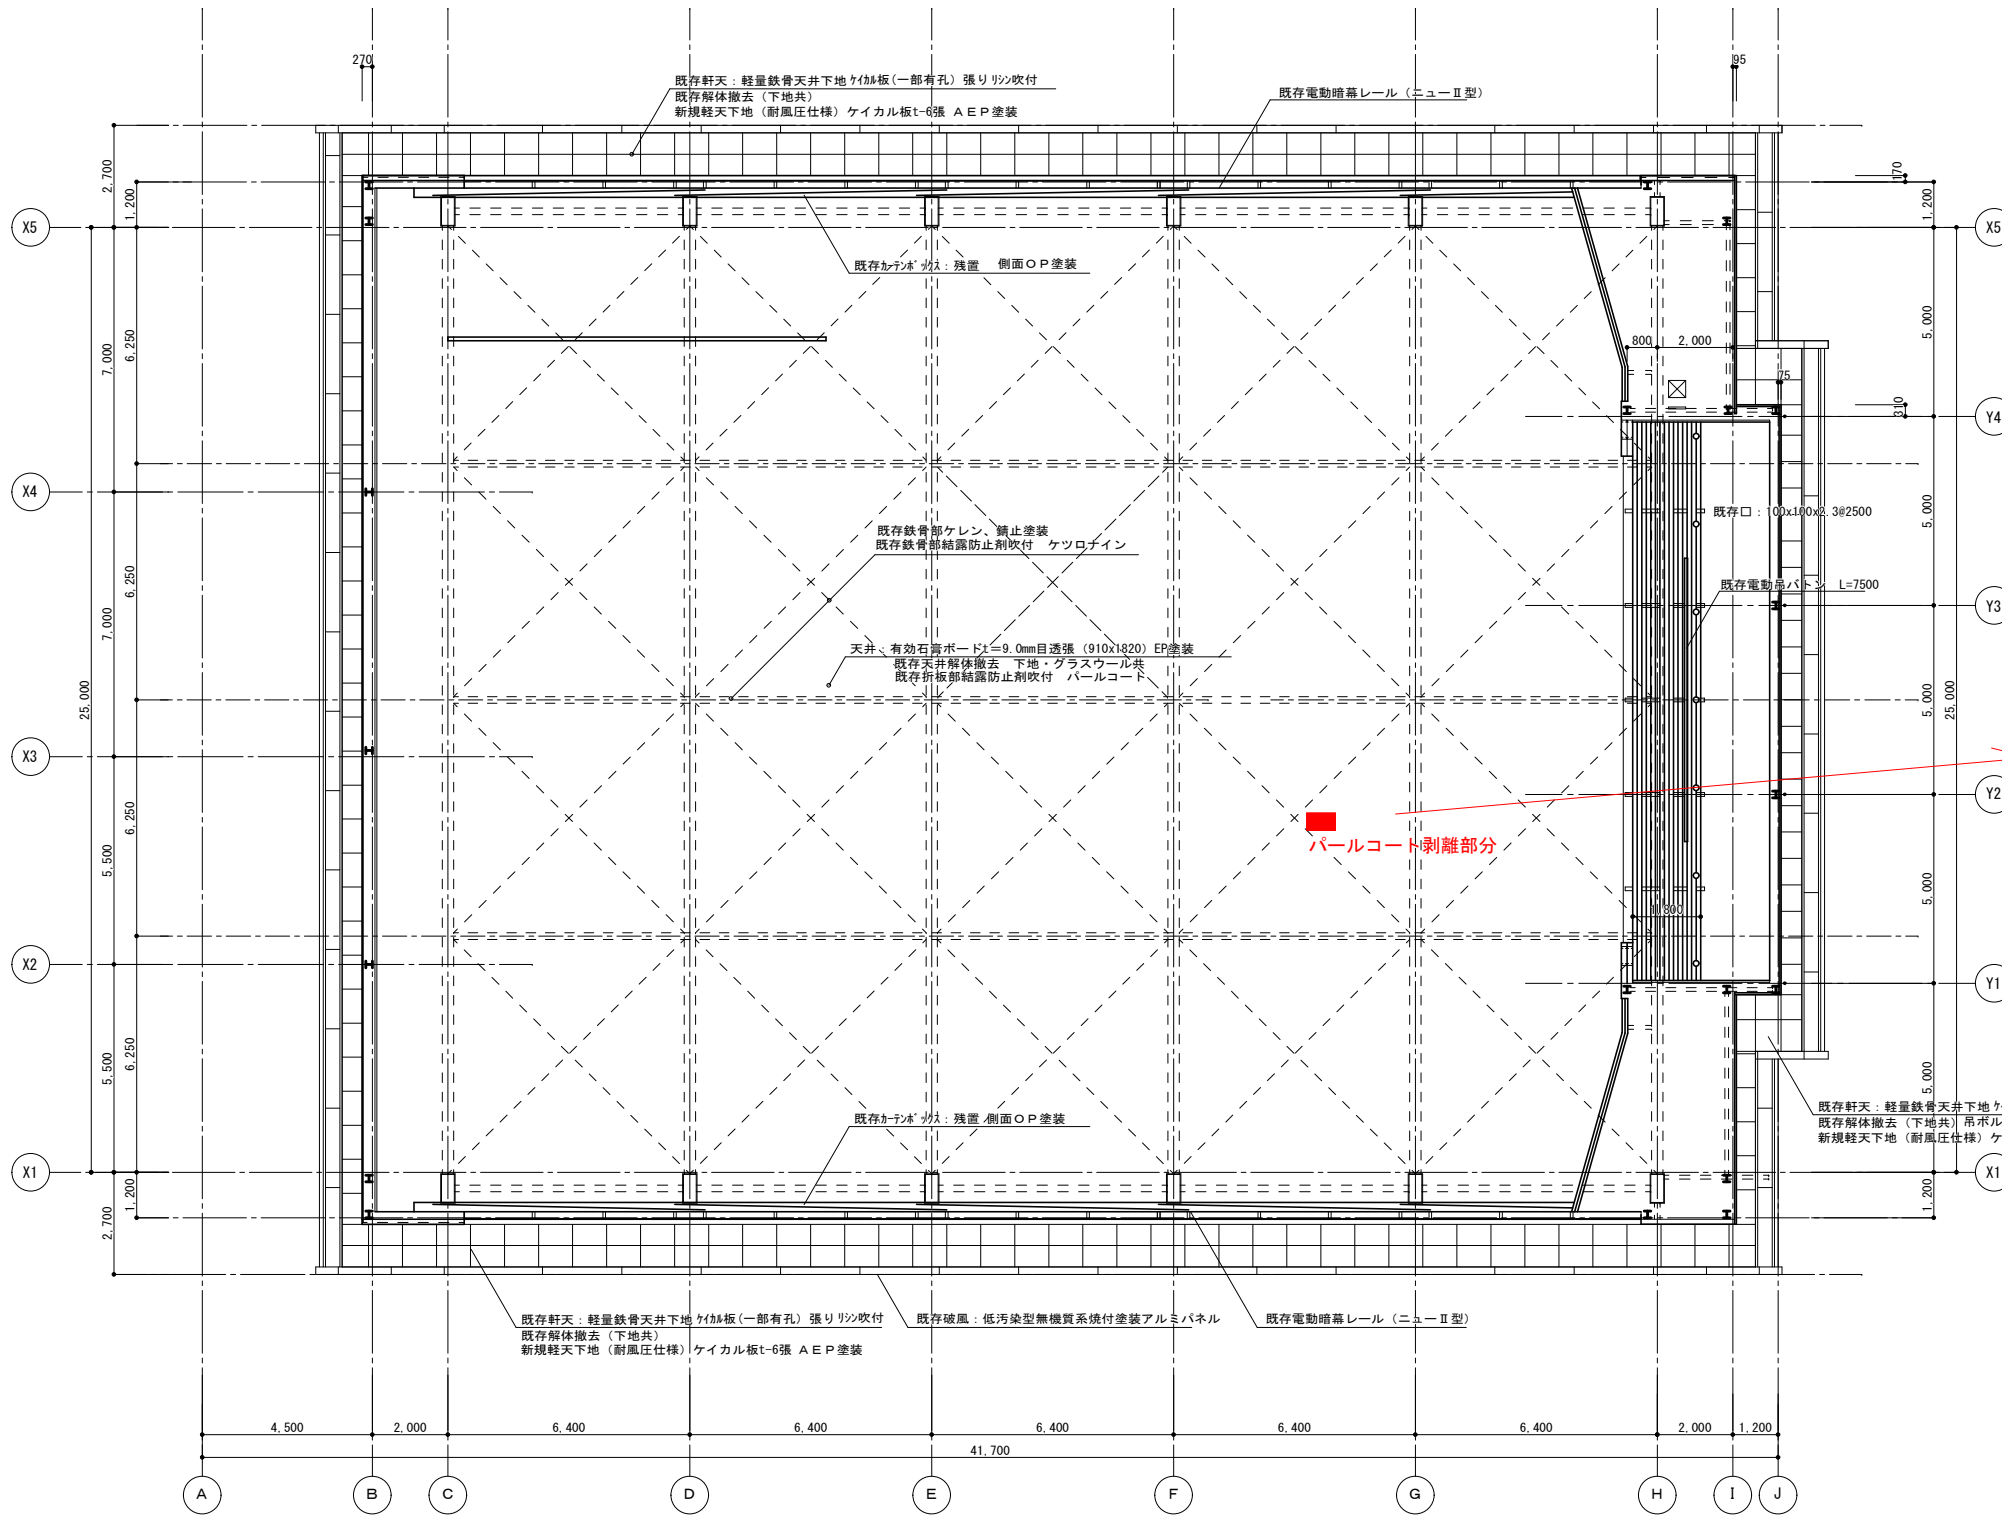 270
95
既存軒天：軽量鉄骨天井下地 ｹｲｶﾙ板(一部有孔) 張り ﾘｼﾝ吹付
既存解体撤去（下地共）
新規軽天下地（耐風圧仕様）ケイカル板t-6張 ＡＥＰ塗装
既存電動暗幕レール（ニューⅡ型）
2,700
1,200
170
1,200
X5
X5
既存ｶｰﾃﾝﾎﾞｯｸｽ：残置　側面ＯＰ塗装
7,000
6,250
5,000
800
2,000
75
310
Y4
X4
5,000
既存口：100x100x2.3@2500
既存鉄骨部ケレン、錆止塗装
既存鉄骨部結露防止剤吹付　ケツロナイン
6,250
7,000
既存電動吊バトン　L=7500
Y3
天井：有効石膏ボードt＝9.0mm目透張（910x1820）EP塗装
既存天井解体撤去　下地・グラスウール共
既存折板部結露防止剤吹付　パールコート
25,000
5,000
25,000
X3
Y2
6,250
5,500
パールコート剥離部分
5,000
1,800
X2
Y1
5,500
6,250
5,000
既存ｶｰﾃﾝﾎﾞｯｸｽ：残置 側面ＯＰ塗装
既存軒天：軽量鉄骨天井下地
既存解体撤去（下地共）吊ボル
新規軽天下地（耐風圧仕様）ケ
X1
X1
1,200
2,700
1,200
既存軒天：軽量鉄骨天井下地 ｹｲｶﾙ板(一部有孔) 張り ﾘｼﾝ吹付
既存解体撤去（下地共）
新規軽天下地（耐風圧仕様）ケイカル板t-6張 ＡＥＰ塗装
既存破風：低汚染型無機質系焼付塗装アルミパネル
既存電動暗幕レール（ニューⅡ型）
4,500
2,000
6,400
6,400
6,400
6,400
6,400
2,000
1,200
41,700
A
B
C
D
E
F
G
H
I
J